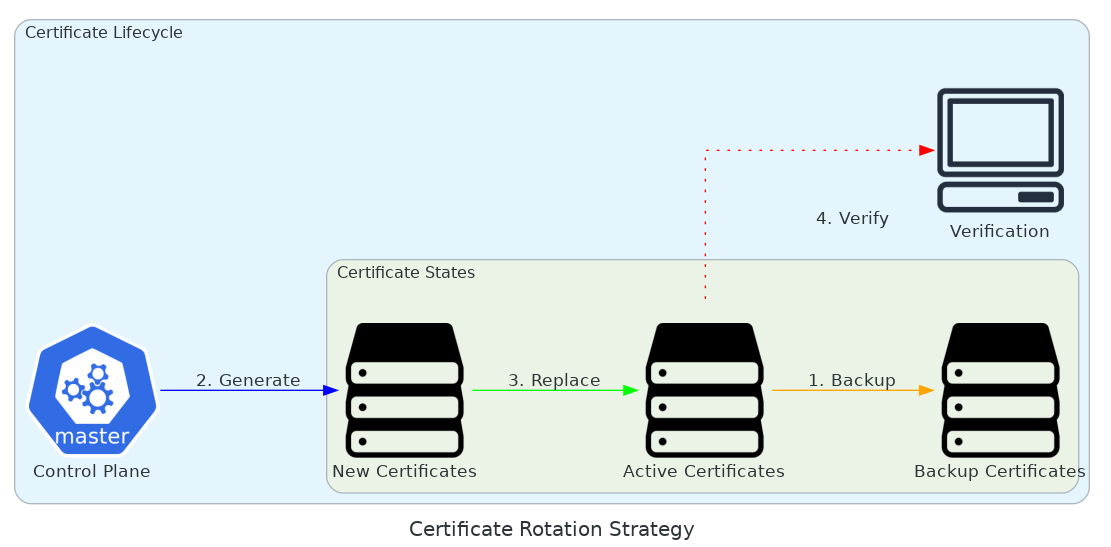 Certificate Lifecycle
Verification
4. Verify
Certificate States
2. Generate
3. Replace
1. Backup
master
Control Plane
New Certificates
Active Certificates
Backup Certificates
Certificate Rotation Strategy